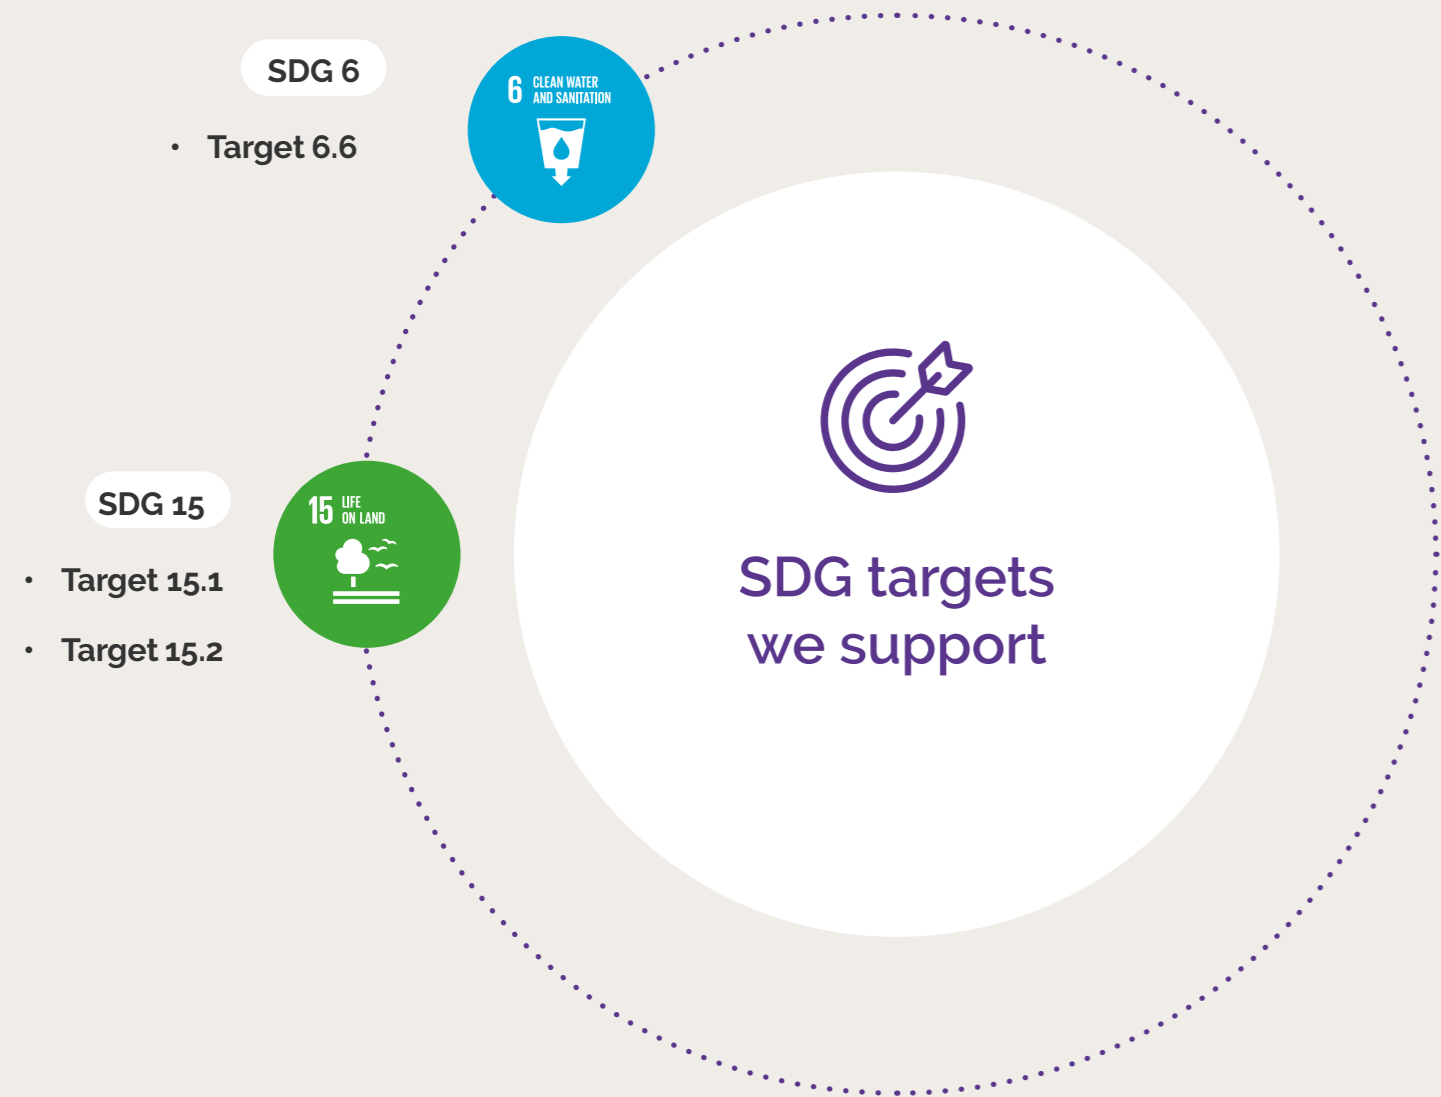 SDG 6
• Target 6.6
6 CLEAN WATER
AND SANITATION
SDG 15
• Target 15.1
• Target 15.2
15 LIFE
ON LAND
SDG targets
we support